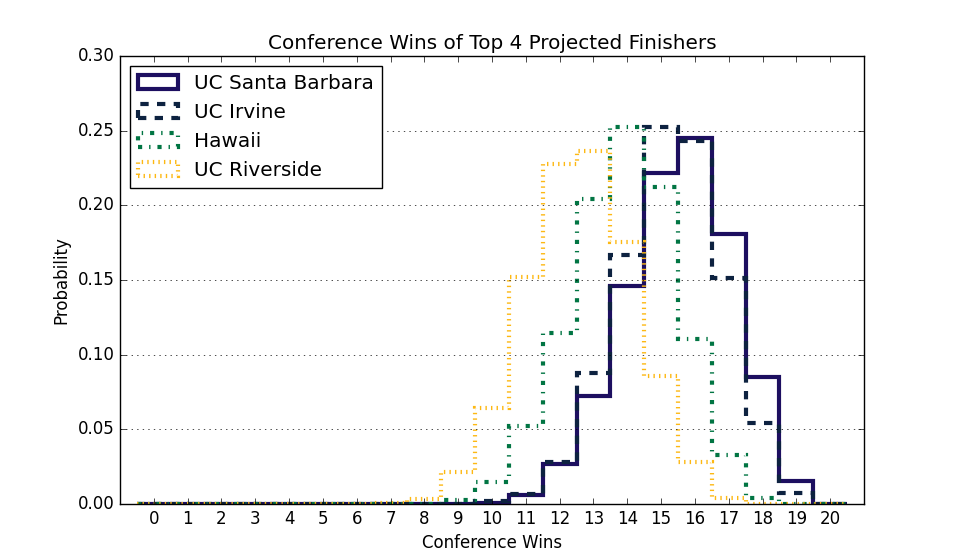 Conference Wins of Top 4 Projected Finishers
0.30
0.25
0.20
0.15
0.10
0.05
0.00
Probability
UC Santa Barbara
UC Irvine
Hawaii
UC Riverside
0 1 2 3 4 5 6 7 8 9 10 11 12 13 14 15 16 17 18 19 20
Conference Wins